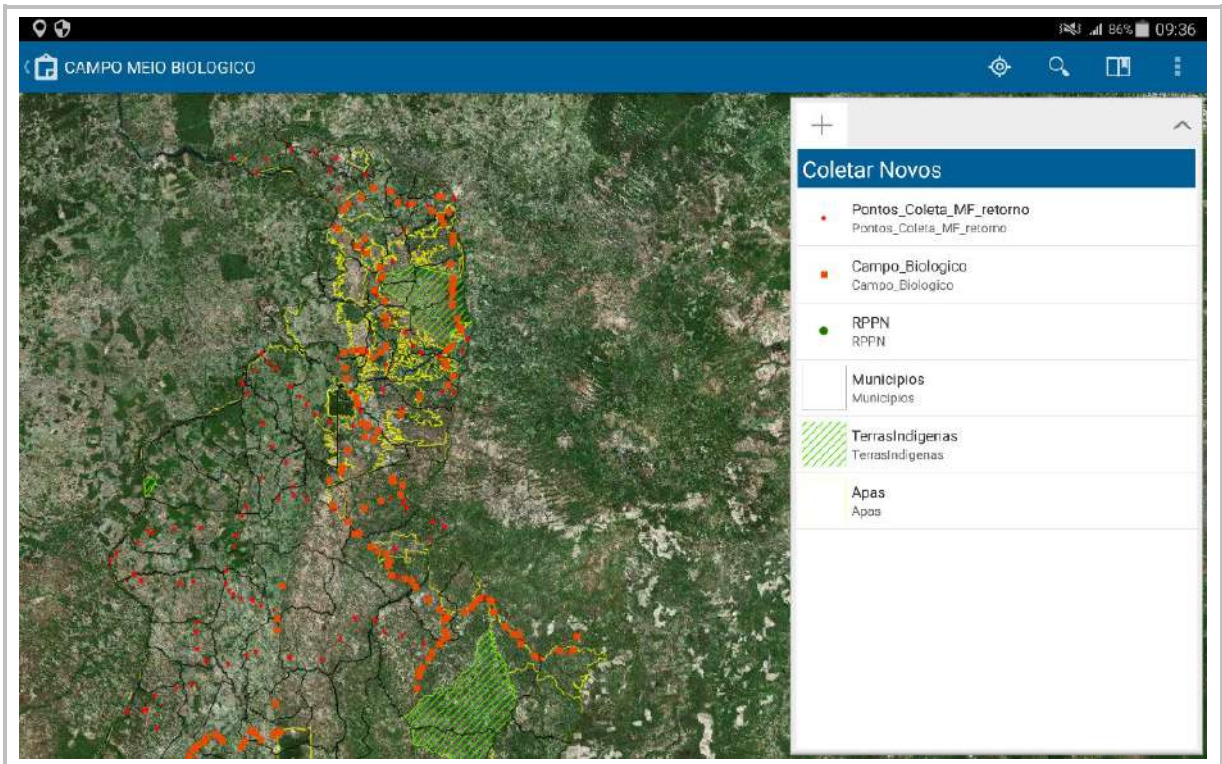 86% 09:36
CAMPO MEIO BIOLOGICO
Coletar Novos
Pontos_Coleta_MF_retorno
Pontos_Coleta_MF_retorno
Campo_Biologico
Campo_Biologico
RPPN
RPPN
Municipios
Municipios
TerrasIndigenas
TerrasIndigenas
Apas
Apas